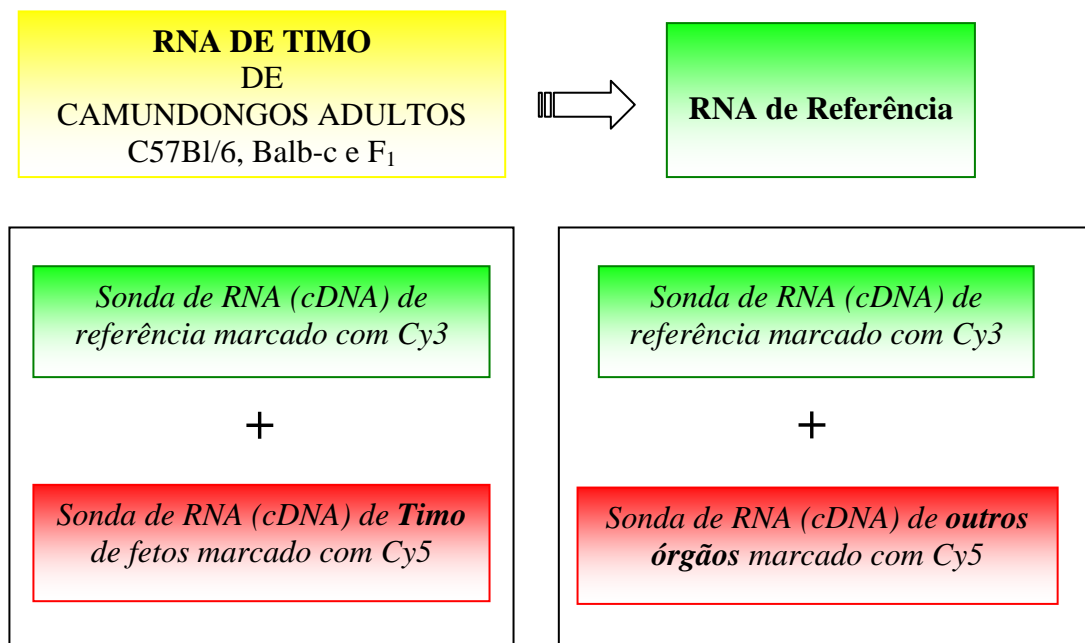 RNA DE TIMO
DE
CAMUNDONGOS ADULTOS
C57Bl/6, Balb-c e F₁
RNA de Referência
Sonda de RNA (cDNA) de
referência marcado com Cy3
+
Sonda de RNA (cDNA) de Timo
de fetos marcado com Cy5
Sonda de RNA (cDNA) de
referência marcado com Cy3
+
Sonda de RNA (cDNA) de outros
órgãos marcado com Cy5